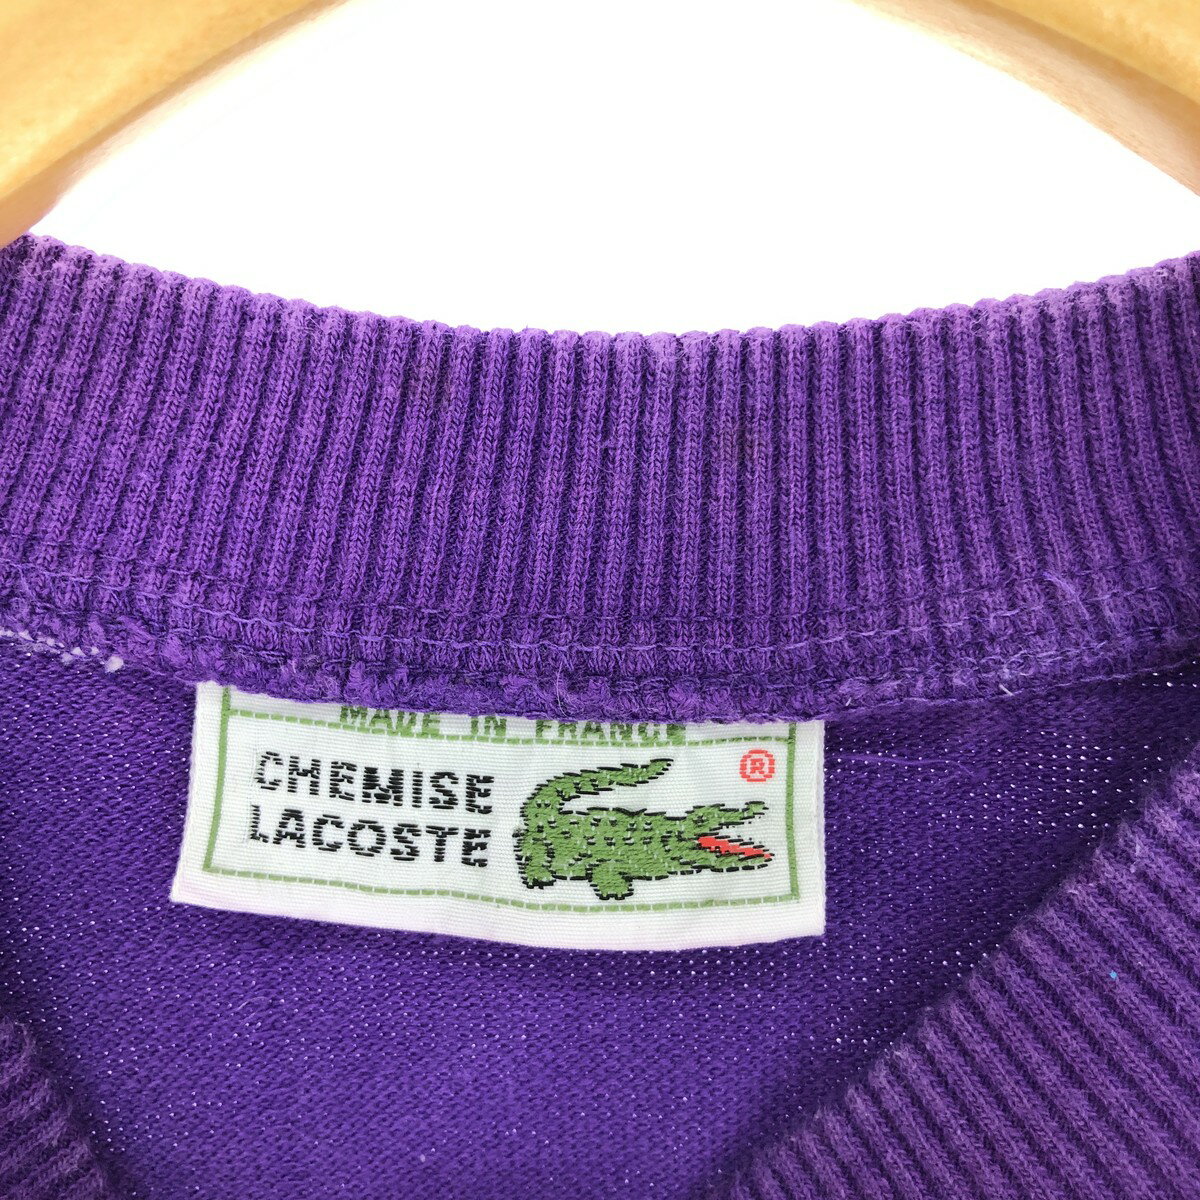 MADE IN FRANCE
CHEMISE
LACOSTE
®